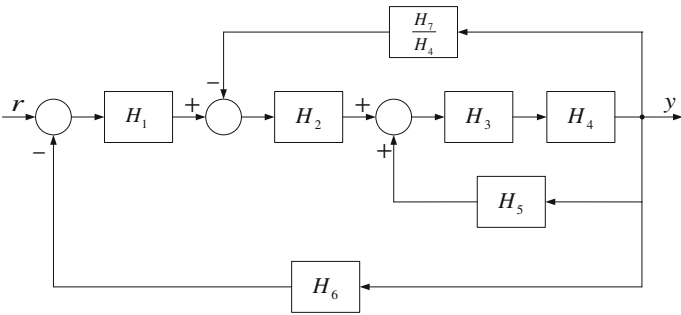 H₇
H₄
−
r
H₁
+
H₂
+
H₃
H₄
y
−
+
H₅
H₆